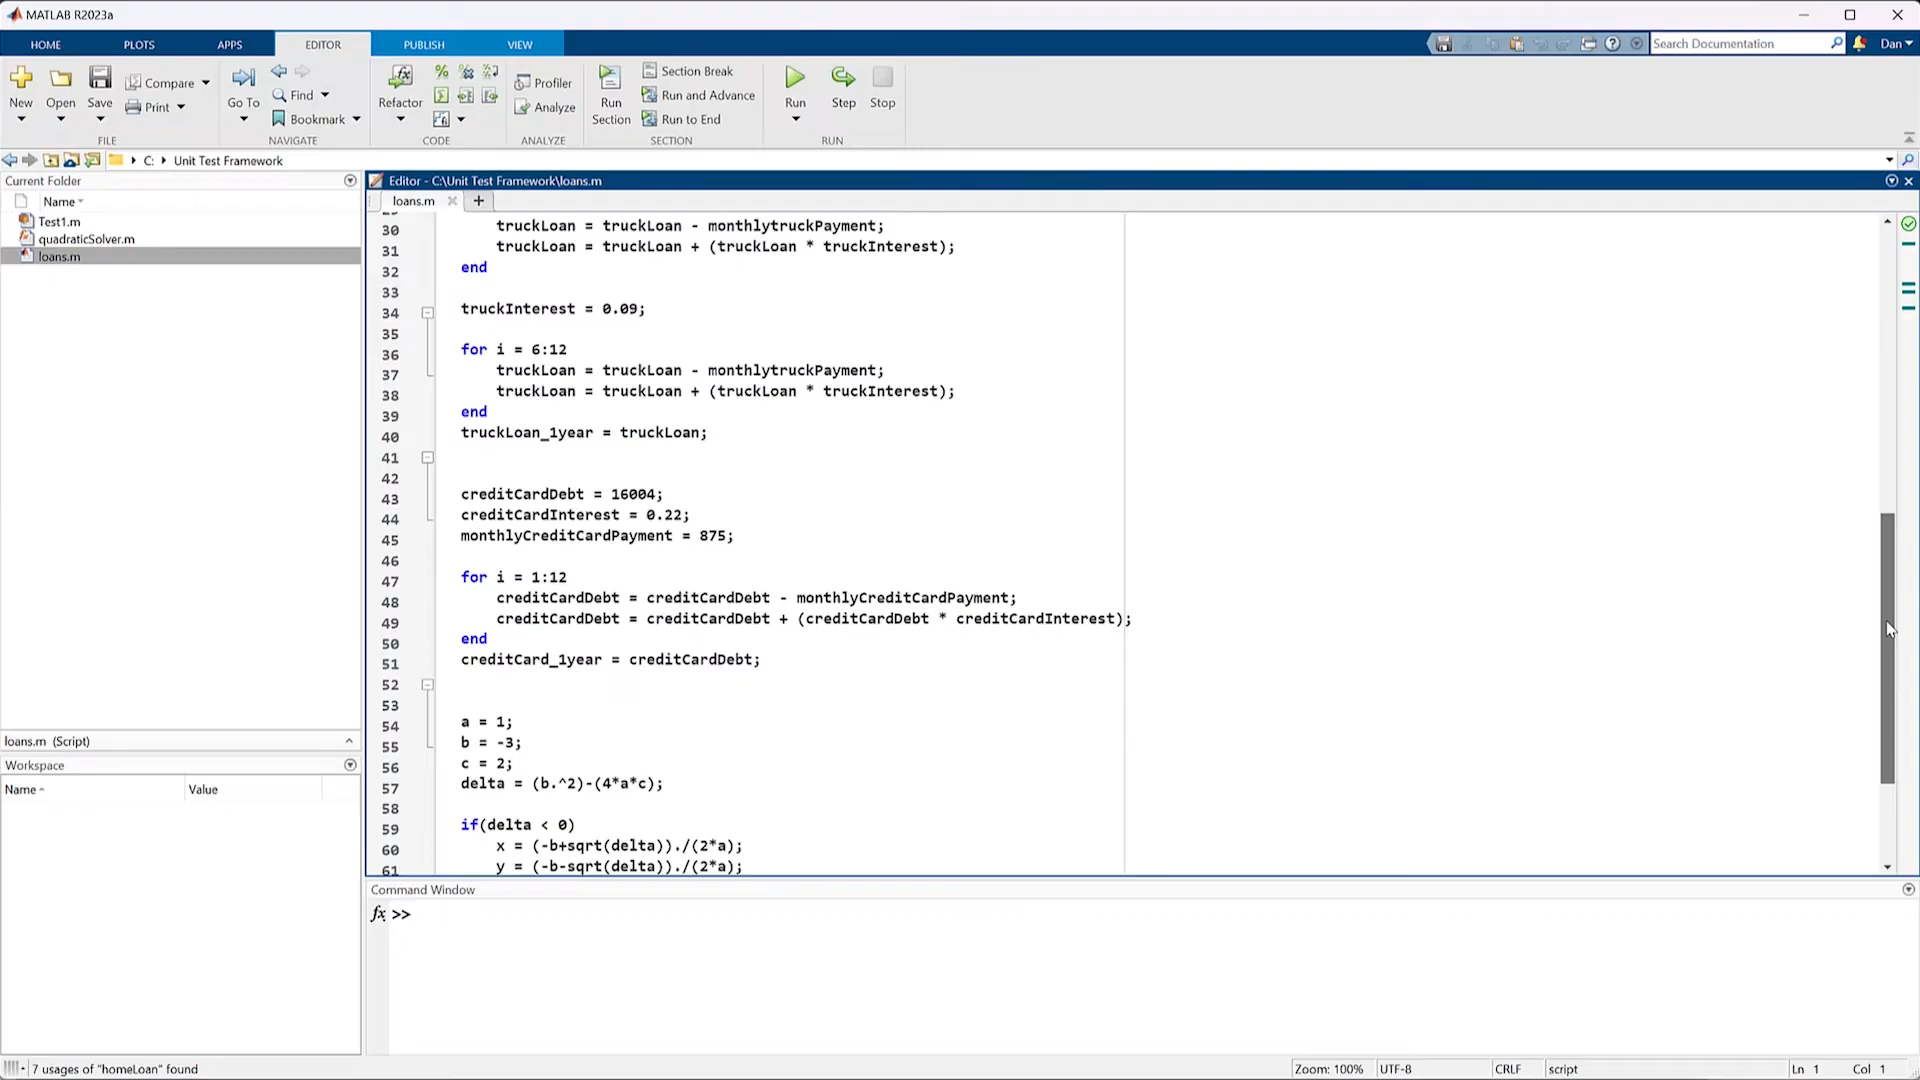 MATLAB R2023a
HOME PLOTS APPS EDITOR PUBLISH VIEW
Search Documentation
Dan
New
Open
Save
Compare
Print
FILE
Go To
Find
Bookmark
NAVIGATE
Refactor
CODE
Profiler
Analyze
ANALYZE
Run Section
Section Break
Run and Advance
Run to End
SECTION
Run
Step
Stop
RUN
C: Unit Test Framework
Current Folder
Name
Test1.m
quadraticSolver.m
loans.m
loans.m (Script)
Workspace
Name Value
Editor - C:\Unit Test Framework\loans.m
loans.m
29
30 truckLoan = truckLoan - monthlytruckPayment;
31 truckLoan = truckLoan + (truckLoan * truckInterest);
32 end
33
34 truckInterest = 0.09;
35
36 for i = 6:12
37 truckLoan = truckLoan - monthlytruckPayment;
38 truckLoan = truckLoan + (truckLoan * truckInterest);
39 end
40 truckLoan_1year = truckLoan;
41
42
43 creditCardDebt = 16004;
44 creditCardInterest = 0.22;
45 monthlyCreditCardPayment = 875;
46
47 for i = 1:12
48 creditCardDebt = creditCardDebt - monthlyCreditCardPayment;
49 creditCardDebt = creditCardDebt + (creditCardDebt * creditCardInterest);
50 end
51 creditCard_1year = creditCardDebt;
52
53
54 a = 1;
55 b = -3;
56 c = 2;
57 delta = (b.^2)-(4*a*c);
58
59 if(delta < 0)
60 x = (-b+sqrt(delta))./(2*a);
61 y = (-b-sqrt(delta))./(2*a);
Command Window
fx >>
7 usages of "homeLoan" found
Zoom: 100% UTF-8 CRLF script Ln 1 Col 1